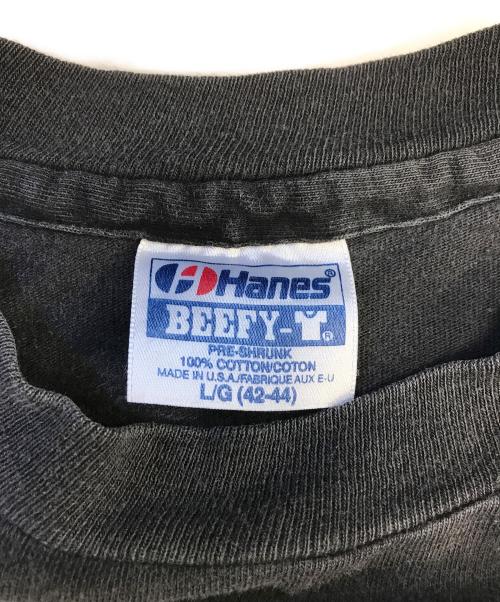 Hanes®
BEEFY-T®
PRE-SHRUNK
100% COTTON/COTON
MADE IN U.S.A./FABRIQUE AUX E-U
L/G (42-44)